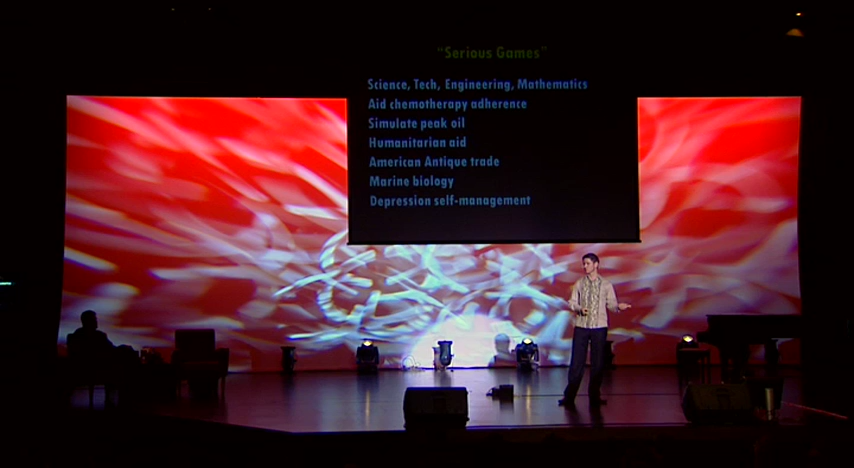 "Serious Games"
Science, Tech, Engineering, Mathematics
Aid chemotherapy adherence
Simulate peak oil
Humanitarian aid
American Antique trade
Marine biology
Depression self-management